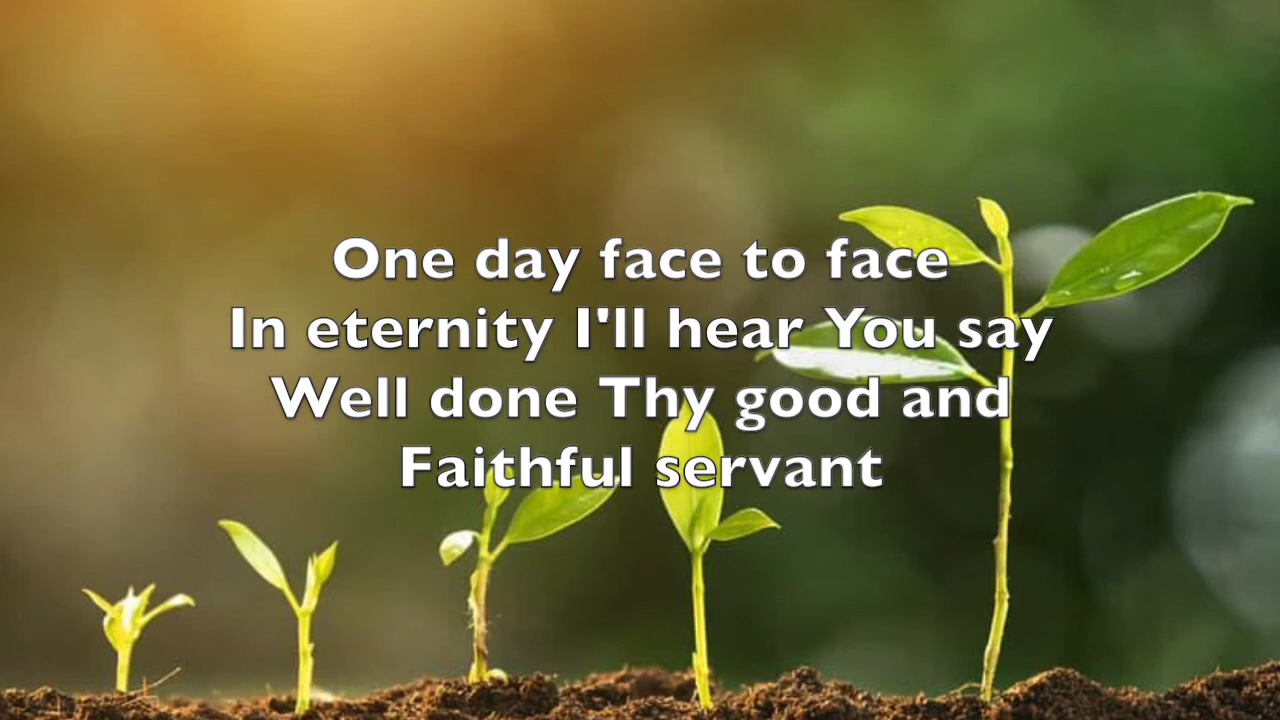 One day face to face
In eternity I'll hear You say
Well done Thy good and
Faithful servant